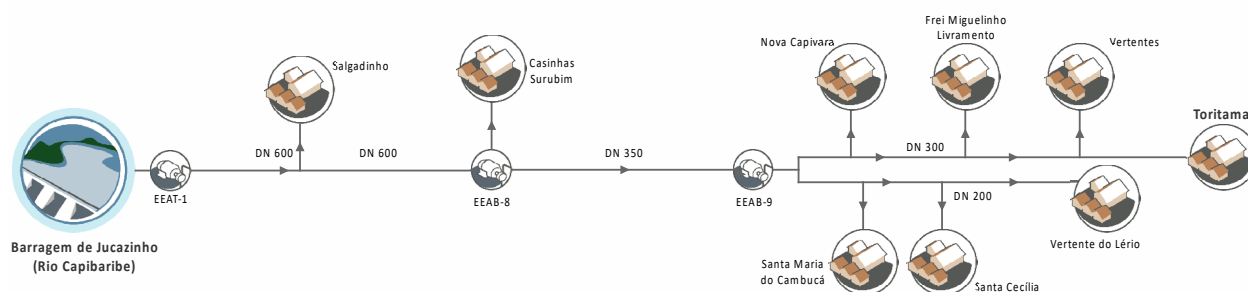 Frei Miguelinho
Livramento
Nova Capivara
Vertentes
Salgadinho
Casinhas
Surubim
Toritama
DN 600
DN 600
DN 350
DN 300
DN 200
EEAT-1
EEAB-8
EEAB-9
Barragem de Jucazinho
(Rio Capibaribe)
Vertente do Lério
Santa Maria
do Cambucá
Santa Cecília